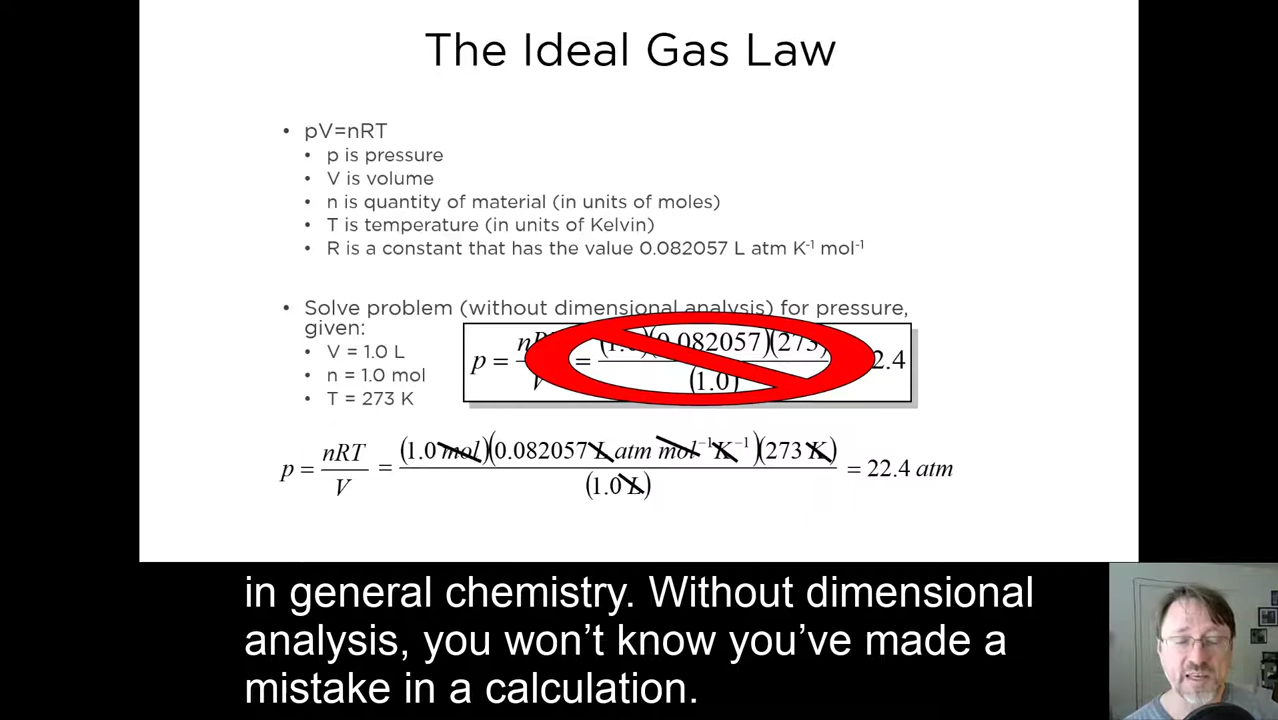 The Ideal Gas Law
• pV=nRT
• p is pressure
• V is volume
• n is quantity of material (in units of moles)
• T is temperature (in units of Kelvin)
• R is a constant that has the value 0.082057 L atm K⁻¹ mol⁻¹
• Solve problem (without dimensional analysis) for pressure,
given:
• V = 1.0 L
• n = 1.0 mol
• T = 273 K
p = = (0.082057)(273) 2.4
(1.0)
p = nRT/V = (1.0 mol)(0.082057 L atm mol⁻¹ K⁻¹)(273 K)/(1.0 L) = 22.4 atm
in general chemistry. Without dimensional
analysis, you won’t know you’ve made a
mistake in a calculation.